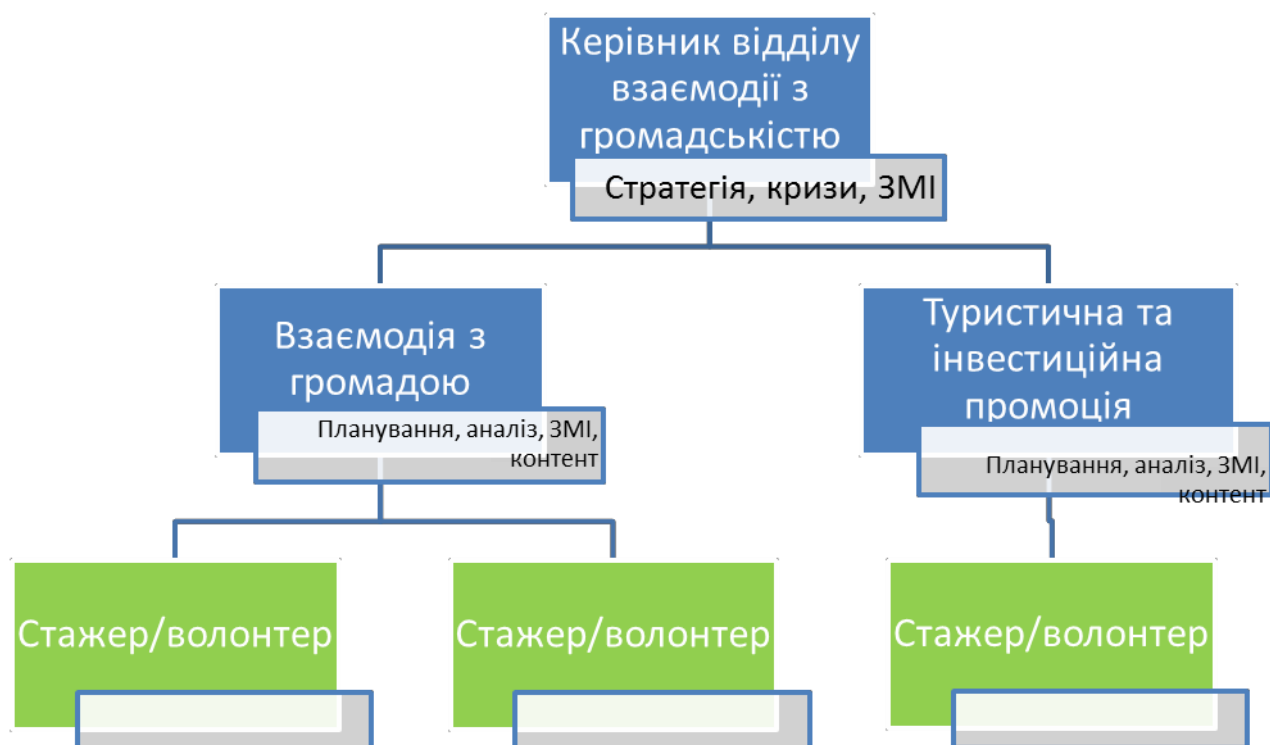 Керівник відділу
взаємодії з
громадськістю
Стратегія, кризи, ЗМІ
Взаємодія з
громадою
Планування, аналіз, ЗМІ,
контент
Туристична та
інвестиційна
промоція
Планування, аналіз, ЗМІ,
контент
Стажер/волонтер
Стажер/волонтер
Стажер/волонтер